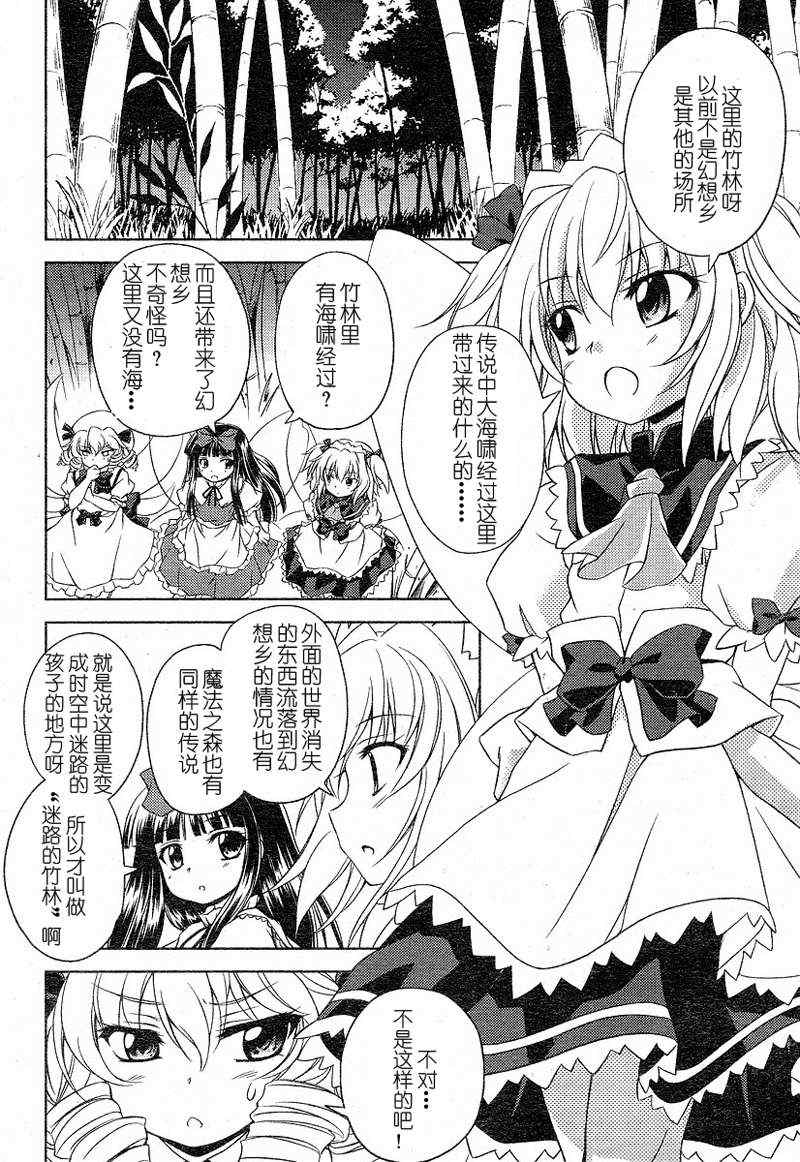 这里的竹林呀
以前不是幻想乡
是其他的场所
传说中大海啸经过这里
带过来的什么的……
竹林里
有海啸经过？
而且还带来了幻
想乡
不奇怪吗？
这里又没有海…
外面的世界消失
的东西流落到幻
想乡的情况也有
魔法之森也有
同样的传说
就是说这里是变
成时空中迷路的
孩子的地方呀
所以才叫做
“迷路的竹林”啊
不对…
不是这样的吧！